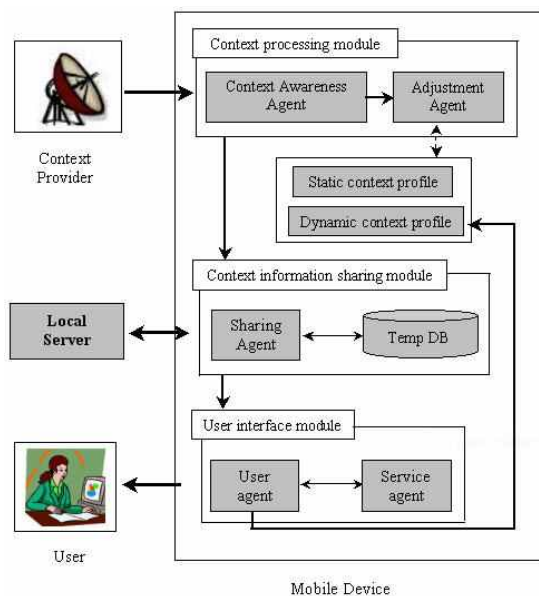 Context processing module
Context Awareness
Agent
Adjustment
Agent
Context
Provider
Static context profile
Dynamic context profile
Context information sharing module
Local
Server
Sharing
Agent
Temp DB
User interface module
User
agent
Service
agent
User
Mobile Device